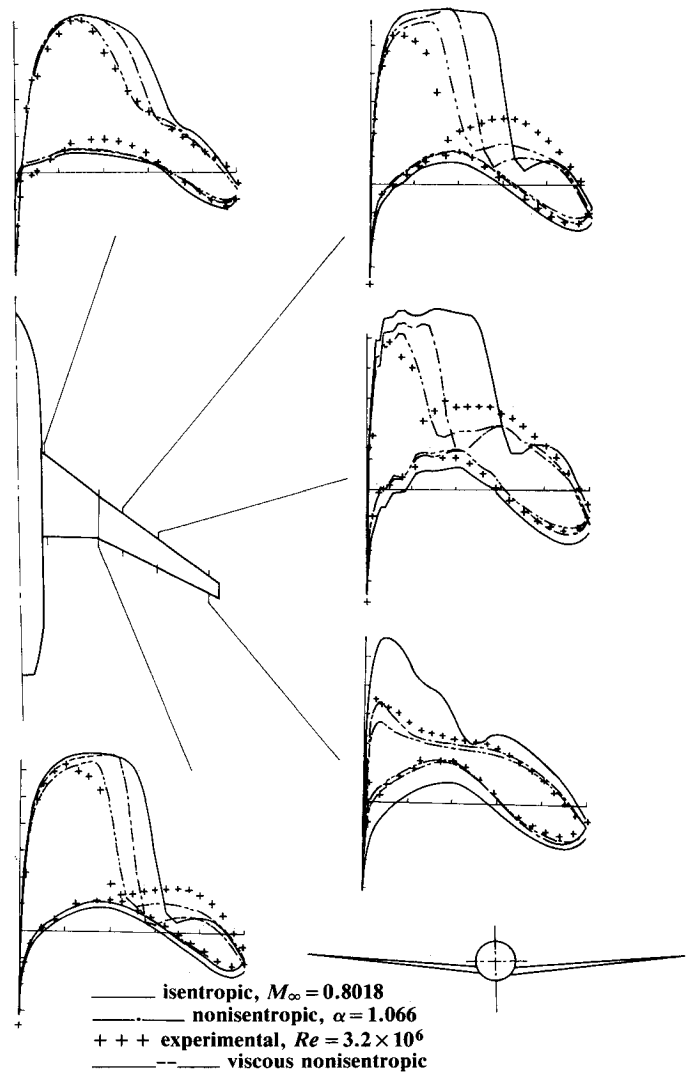 isentropic, M∞ = 0.8018
nonisentropic, α = 1.066
+ + + experimental, Re = 3.2 × 10⁶
viscous nonisentropic